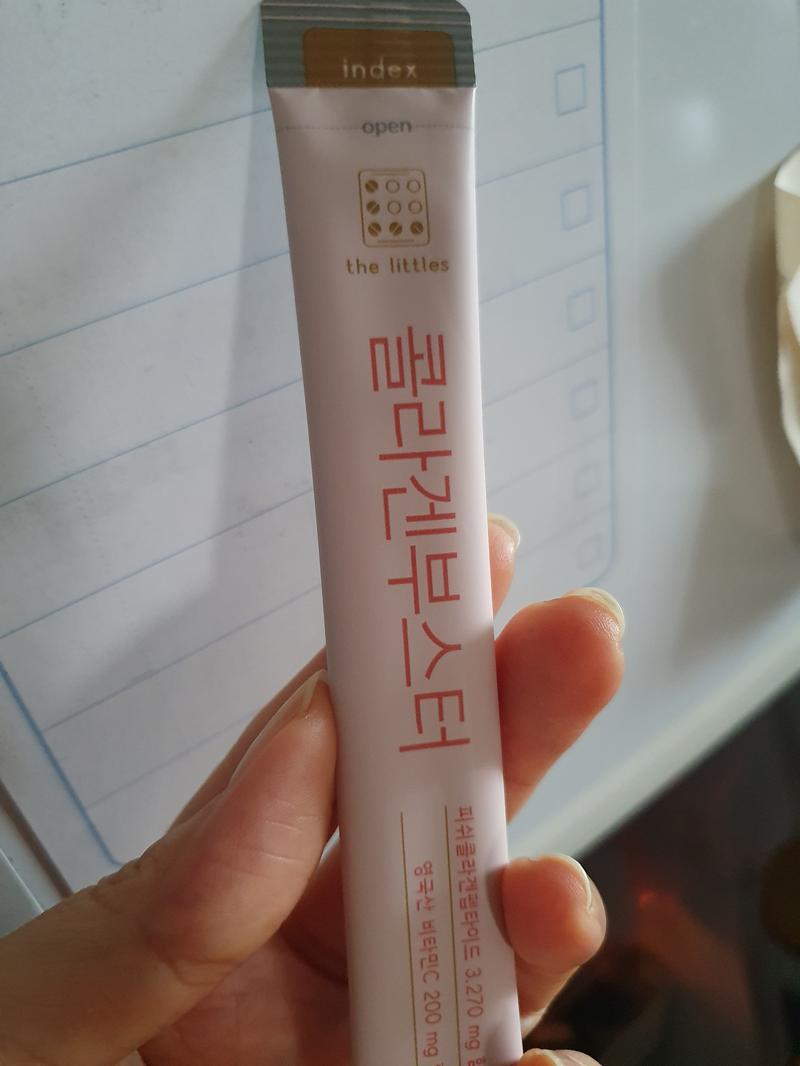 index
open
the littles
콜라겐부스터
피쉬콜라겐펩타이드 3,270 mg
영국산 비타민C 200 mg